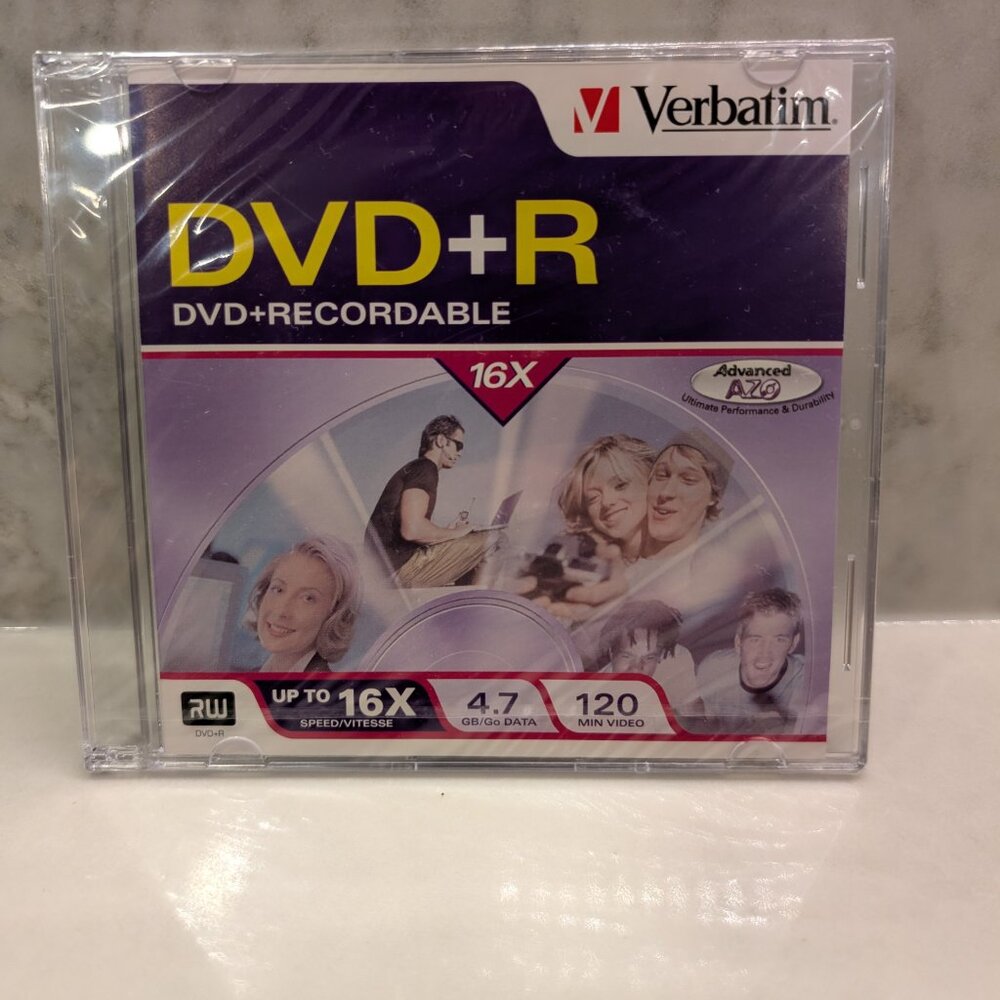 Verbatim.
DVD+R
DVD+RECORDABLE
16X
Advanced
AZO
Ultimate Performance & Durability
RW
DVD+R
UP TO 16X
SPEED/VITESSE
4.7
GB/Go DATA
120
MIN VIDEO